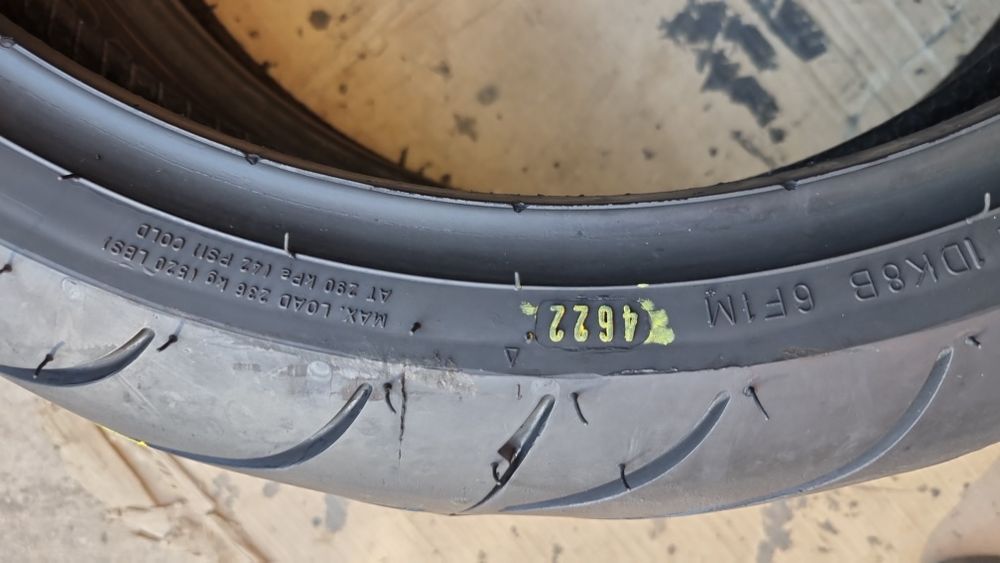 1DK8B 6F1M 4622
MAX. LOAD 236 kg (520 LBS)
AT 290 kPa (42 PSI) COLD